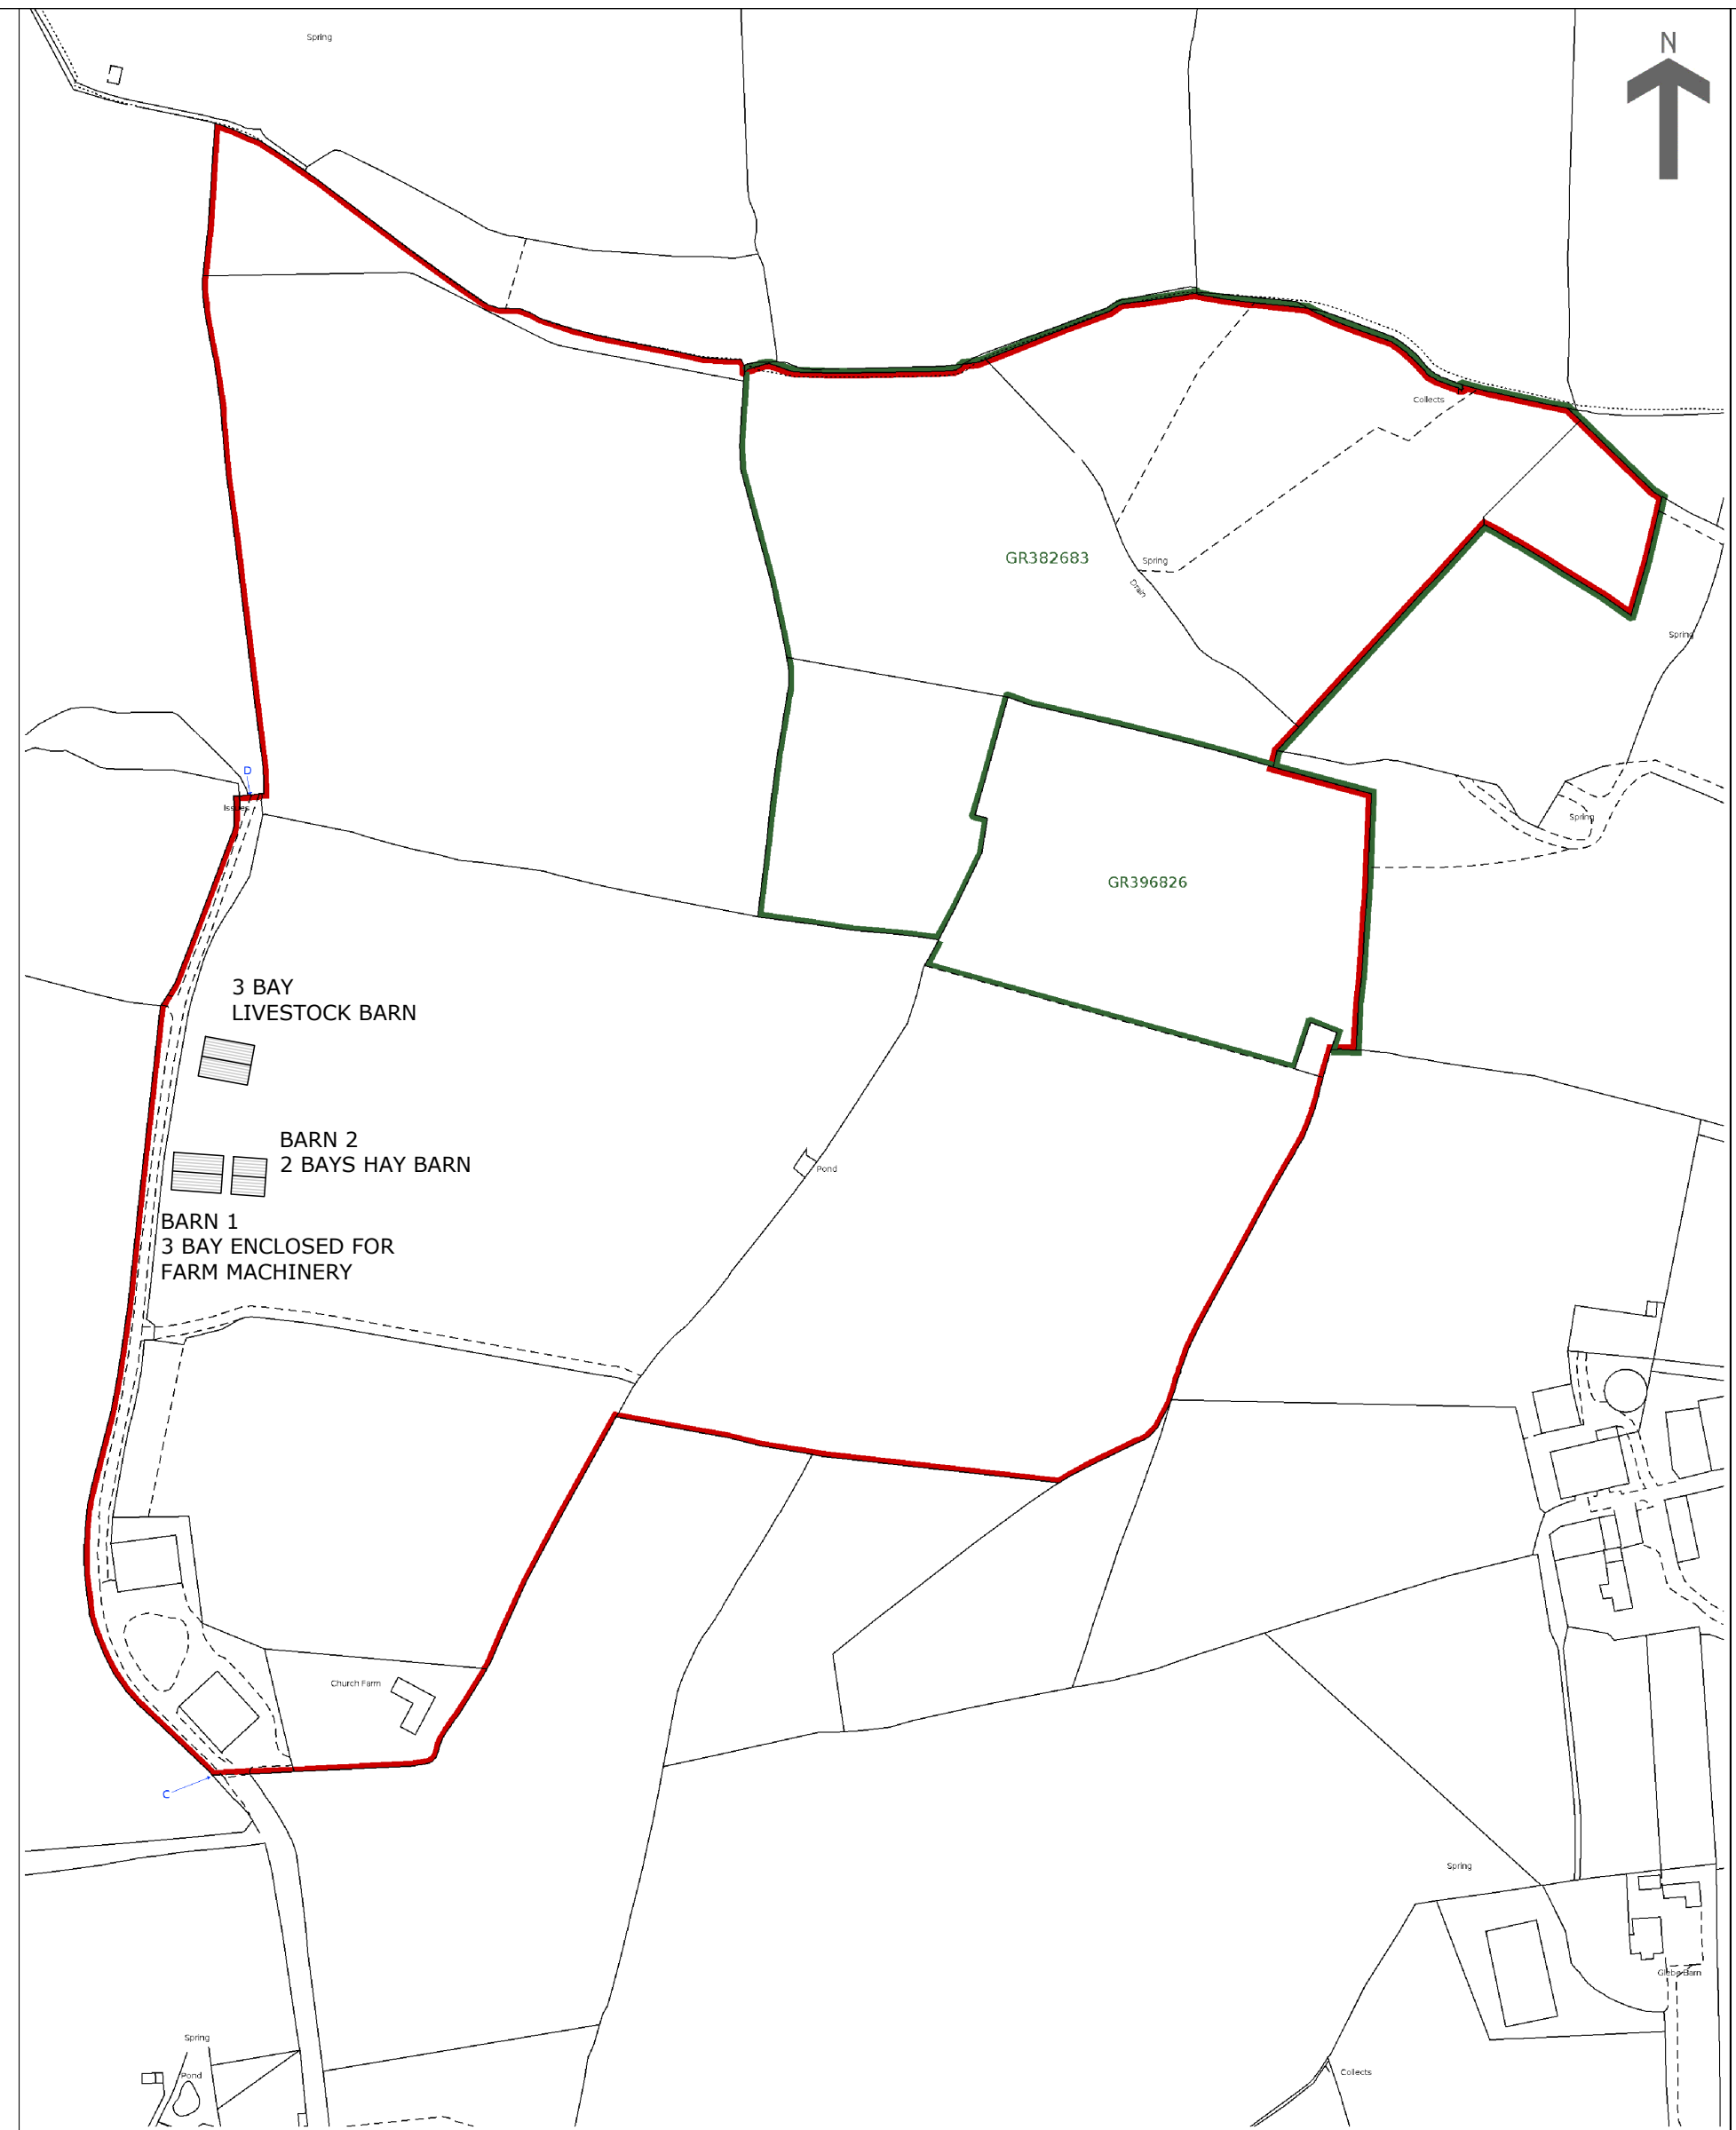 Spring
N
Collects
GR382683
Spring
Drain
Spring
D
Issues
Spring
GR396826
3 BAY
LIVESTOCK BARN
BARN 2
2 BAYS HAY BARN
Pond
BARN 1
3 BAY ENCLOSED FOR
FARM MACHINERY
Church Farm
C
Spring
Glebe Barn
Spring
Pond
Collects